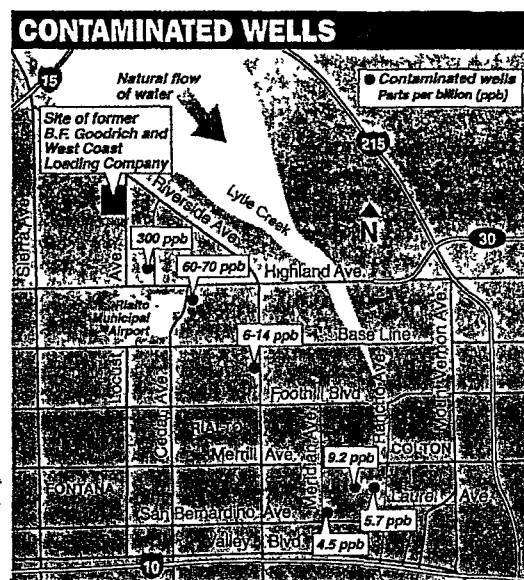 CONTAMINATED WELLS
15
Natural flow
of water
Contaminated wells
Parts per billion (ppb)
Site of former
B.F. Goodrich and
West Coast
Loading Company
215
Riverside Ave.
Lytle Creek
N
30
Sierra Ave.
Ave.
300 ppb
60-70 ppb
Highland Ave.
Rialto
Municipal
Airport
6-14 ppb
Base Line
Mount Vernon Ave.
Locust
Cedar Ave.
Foothill Blvd
Rancho Ave.
RIALTO
Merrill Ave.
Meridian Ave.
9.2 ppb
COLTON
FONTANA
Laurel Ave.
San Bernardino Ave.
5.7 ppb
Valley Blvd.
4.5 ppb
10